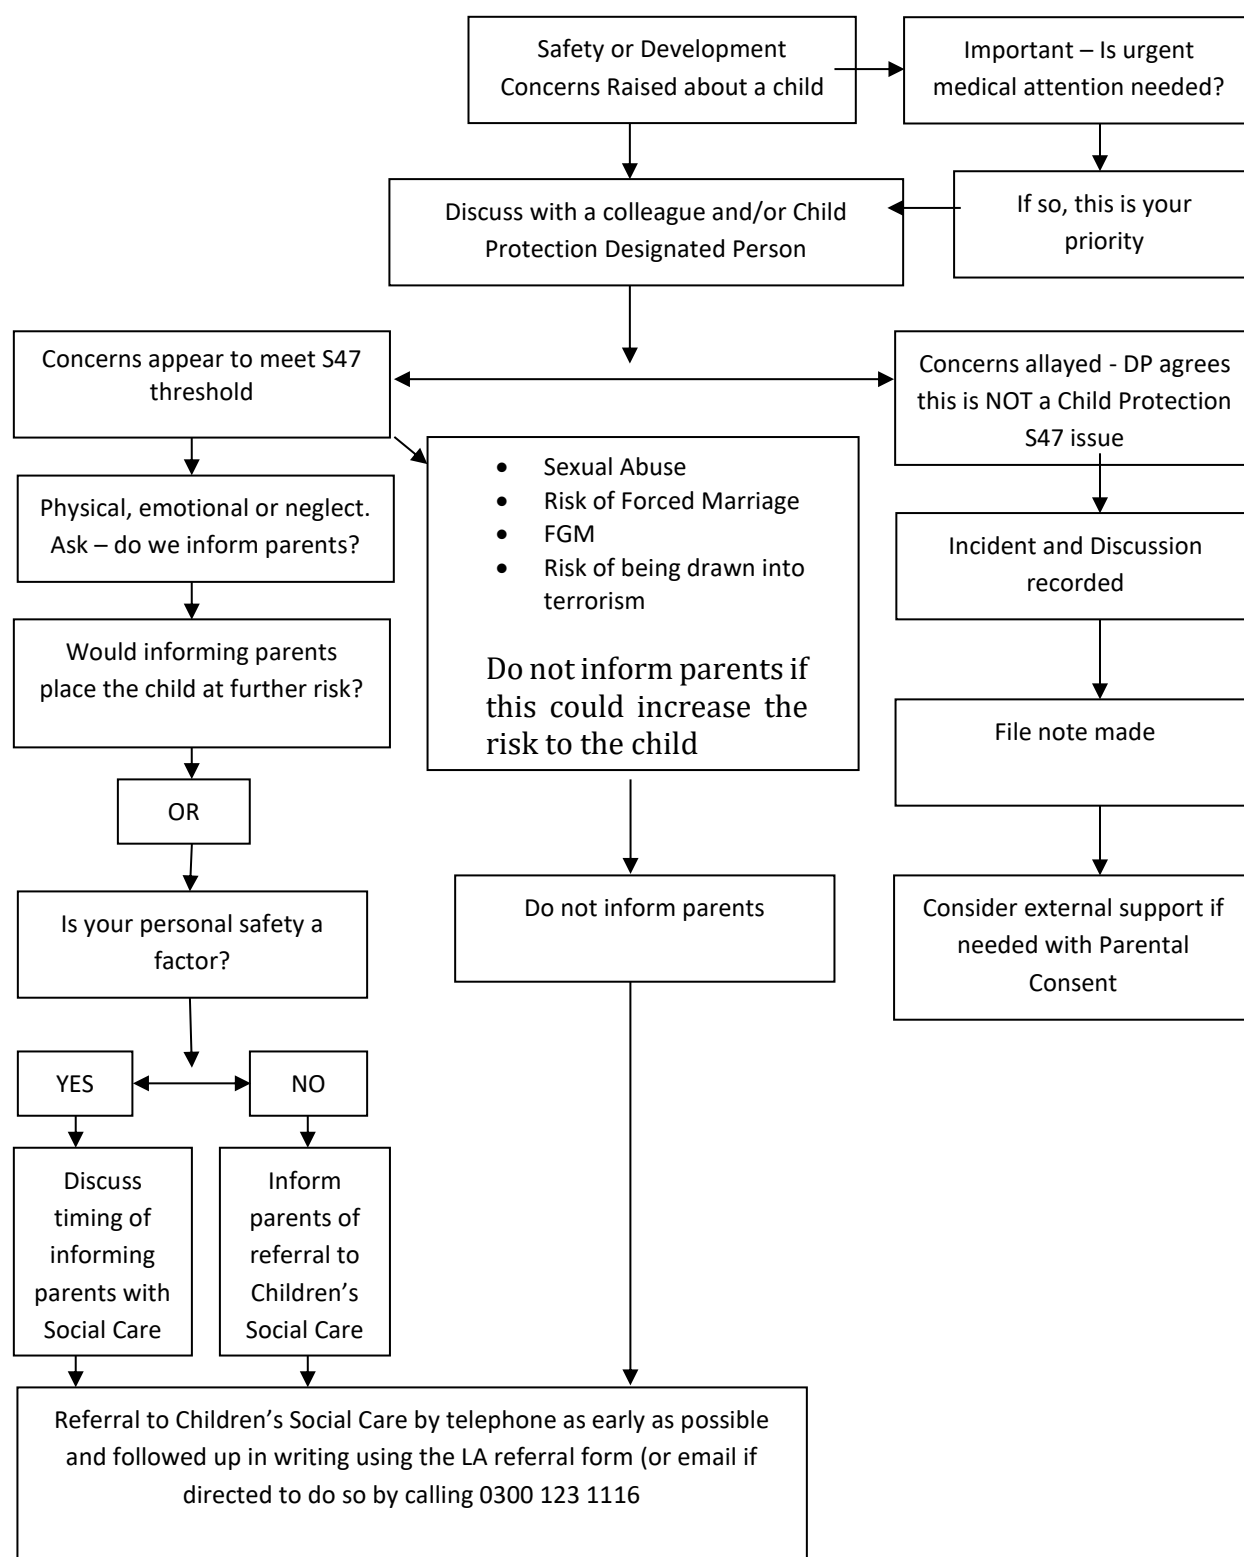 Safety or Development
Concerns Raised about a child
Important – Is urgent
medical attention needed?
Discuss with a colleague and/or Child
Protection Designated Person
If so, this is your
priority
Concerns appear to meet S47
threshold
Concerns allayed - DP agrees
this is NOT a Child Protection
S47 issue
Physical, emotional or neglect.
Ask – do we inform parents?
• Sexual Abuse
• Risk of Forced Marriage
• FGM
• Risk of being drawn into
terrorism
Do not inform parents if
this could increase the
risk to the child
Incident and Discussion
recorded
Would informing parents
place the child at further risk?
File note made
OR
Is your personal safety a
factor?
Do not inform parents
Consider external support if
needed with Parental
Consent
YES
NO
Discuss
timing of
informing
parents with
Social Care
Inform
parents of
referral to
Children’s
Social Care
Referral to Children’s Social Care by telephone as early as possible
and followed up in writing using the LA referral form (or email if
directed to do so by calling 0300 123 1116